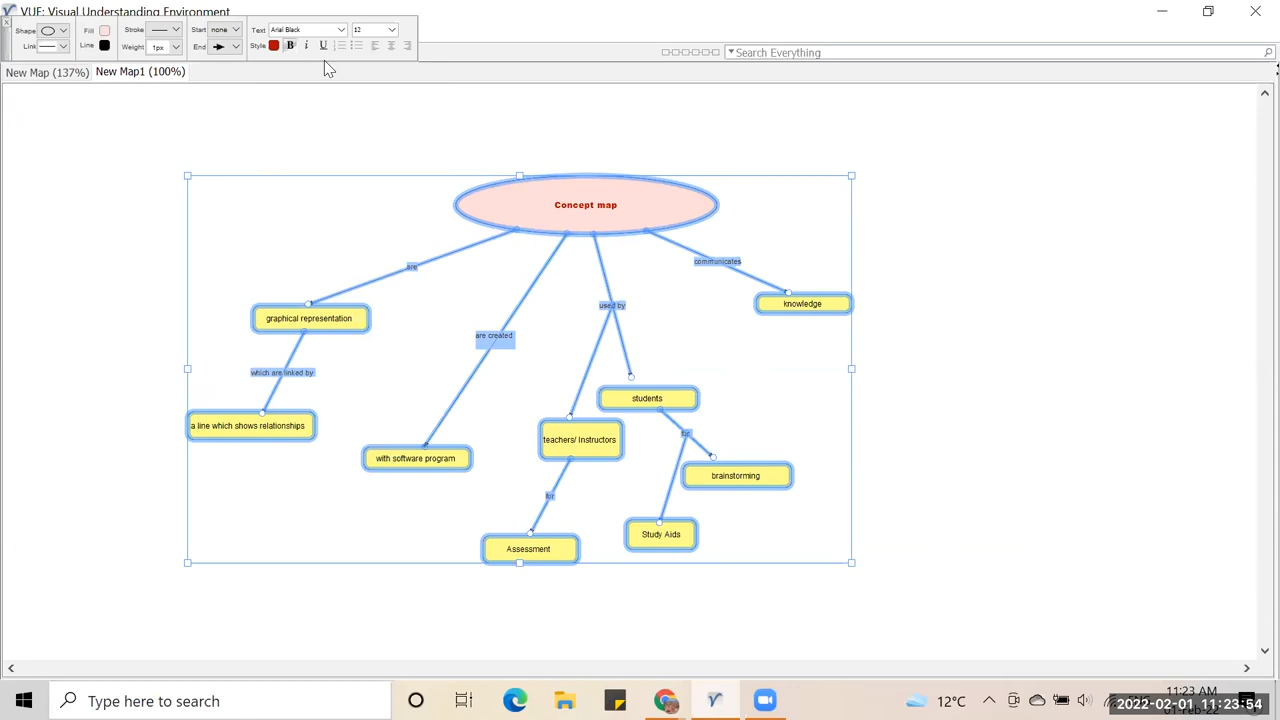 VUE: Visual Understanding Environment
Shape:
Link:
Fill
Line
Stroke
Weight
1px
Start
none
End
Text
Arial Black
12
Style
B
i
U
Search Everything
New Map (137%)
New Map1 (100%)
Concept map
are
communicates
knowledge
graphical representation
used by
are created
which are linked by
students
a line which shows relationships
teachers/ Instructors
for
with software program
brainstorming
for
Study Aids
Assessment
Type here to search
12°C
11:23 AM
2022-02-01 11:23:54